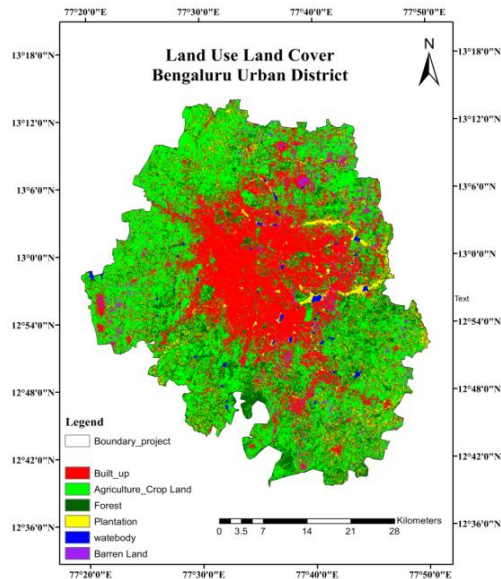 77°20'0"E 77°30'0"E 77°40'0"E 77°50'0"E
Land Use Land Cover
Bengaluru Urban District
N
13°18'0"N 13°18'0"N
13°12'0"N 13°12'0"N
13°6'0"N 13°6'0"N
13°0'0"N 13°0'0"N
Text
12°54'0"N 12°54'0"N
12°48'0"N 12°48'0"N
Legend
Boundary_project
12°42'0"N 12°42'0"N
Built_up
Agriculture_Crop Land
Forest
Plantation
watebody
Barren Land
12°36'0"N 12°36'0"N
Kilometers
0 3.5 7 14 21 28
77°20'0"E 77°30'0"E 77°40'0"E 77°50'0"E